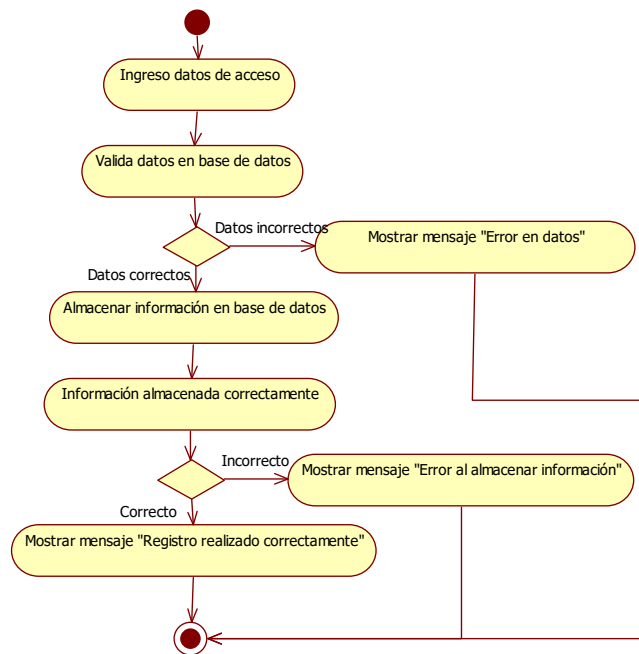 Ingreso datos de acceso
Valida datos en base de datos
Datos incorrectos
Mostrar mensaje "Error en datos"
Datos correctos
Almacenar información en base de datos
Información almacenada correctamente
Incorrecto
Mostrar mensaje "Error al almacenar información"
Correcto
Mostrar mensaje "Registro realizado correctamente"